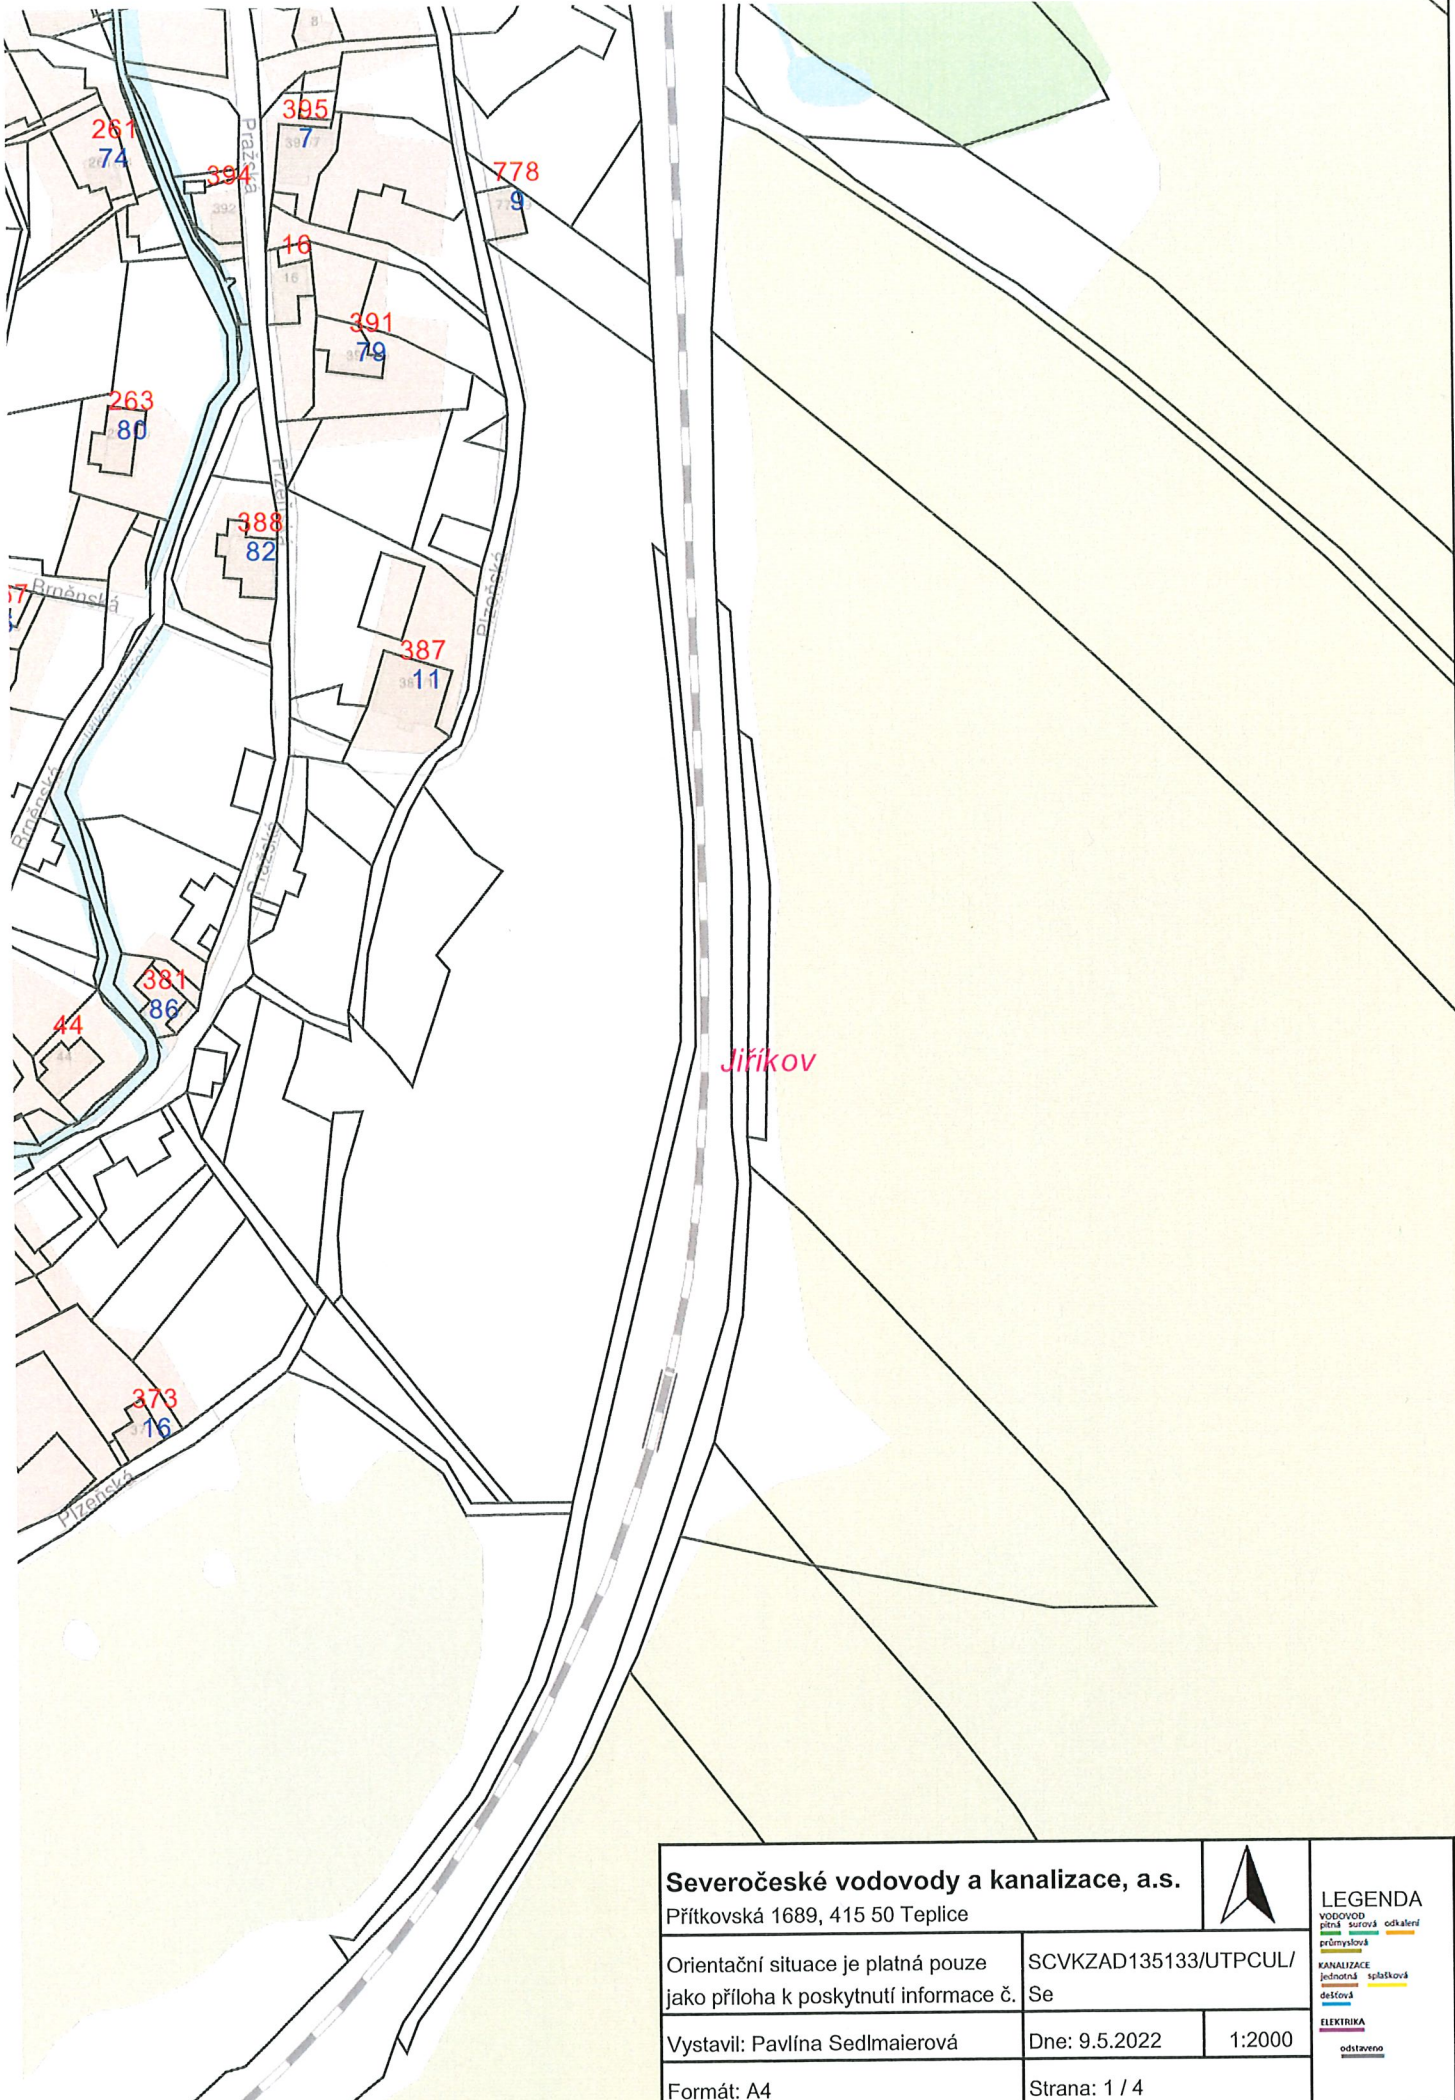 8
395
7
261
74
Pražská
394
392
778
9
16
16
391
79
263
80
Plzeňská
388
82
Brněnská
387
11
Brněnská
Pražská
381
86
44
44
Jiříkov
373
16
Plzeňská
Severočeské vodovody a kanalizace, a.s.
Přítkovská 1689, 415 50 Teplice
Orientační situace je platná pouze
jako příloha k poskytnutí informace č.
SCVKZAD135133/UTPCUL/
Se
Vystavil: Pavlína Sedlmaierová
Dne: 9.5.2022
1:2000
Formát: A4
Strana: 1 / 4
LEGENDA
VODOVOD
pitná surová odkalení
průmyslová
KANALIZACE
jednotná splašková
dešťová
ELEKTRIKA
odstaveno